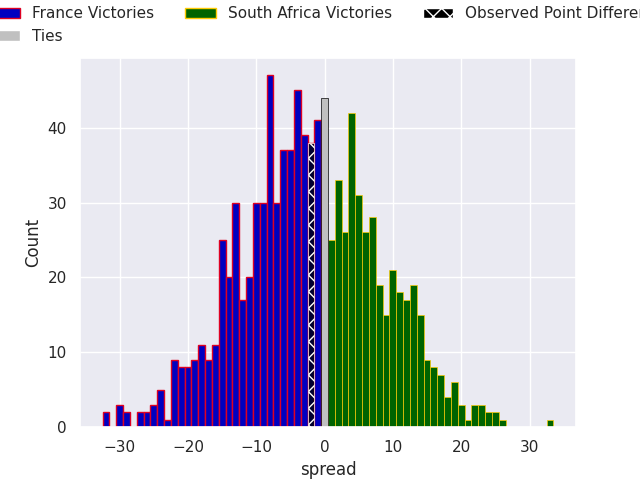 France Victories South Africa Victories Observed Point
Ties
40
30
20
10
0
Count
−30 −20 −10 0 10 20 30
spread